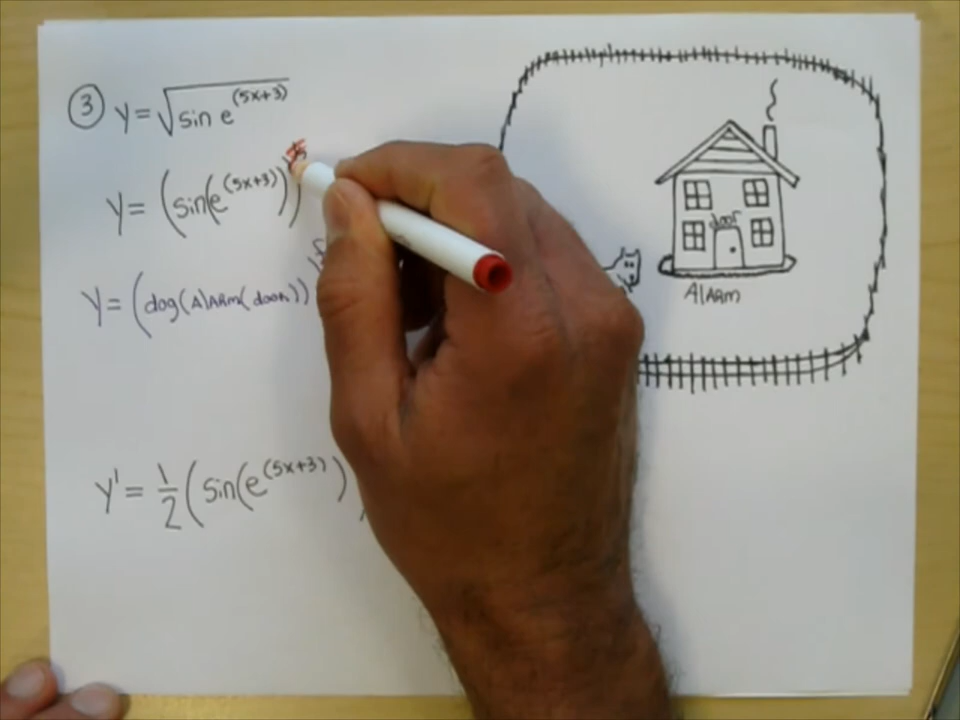 ③ y = √sin e^(5x+3)
y = (sin(e^(5x+3)))
y = (dog(Alarm(door))) f
y' = 1/2 (sin(e^(5x+3))
door
Alarm